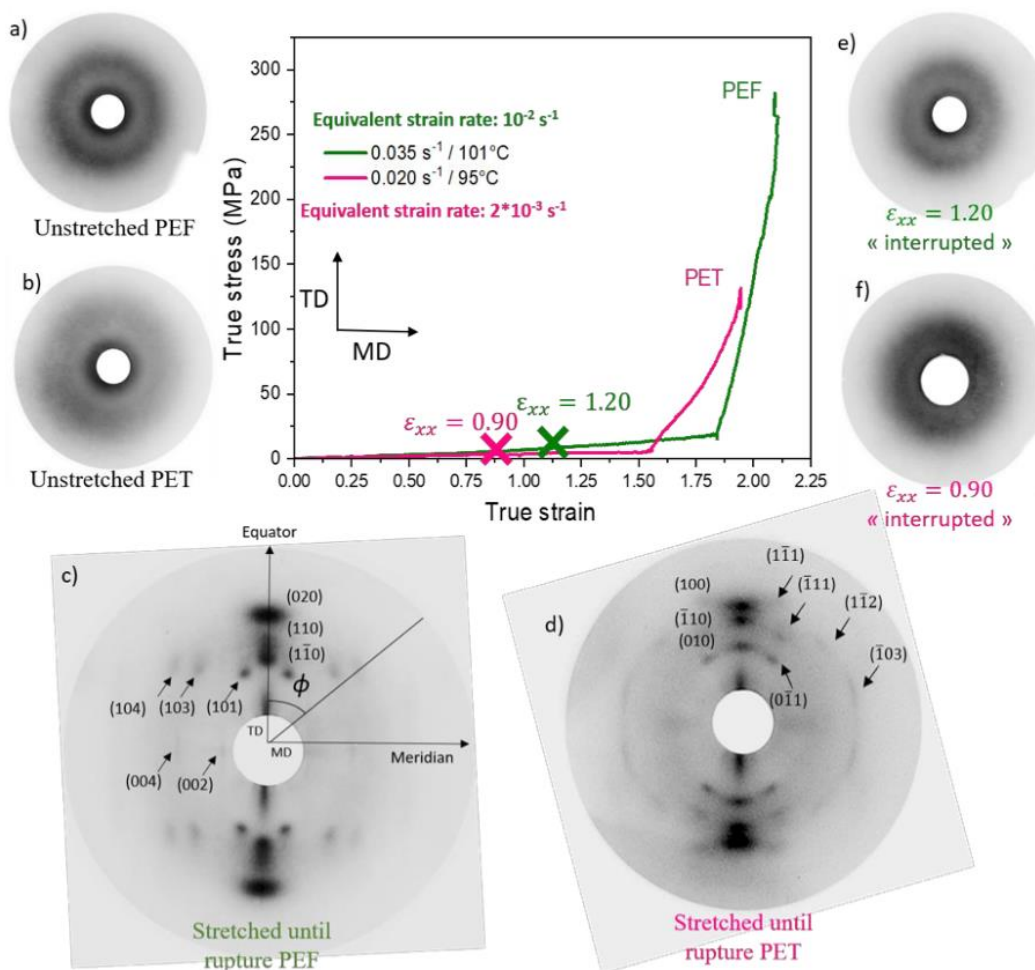 a)
Unstretched PEF
b)
Unstretched PET
True stress (MPa)
300
250
200
150
100
50
0
0.00 0.25 0.50 0.75 1.00 1.25 1.50 1.75 2.00 2.25
True strain
Equivalent strain rate: 10⁻² s⁻¹
0.035 s⁻¹ / 101°C
0.020 s⁻¹ / 95°C
Equivalent strain rate: 2*10⁻³ s⁻¹
TD
MD
PEF
PET
εₓₓ = 0.90
εₓₓ = 1.20
e)
εₓₓ = 1.20
« interrupted »
f)
εₓₓ = 0.90
« interrupted »
c)
Equator
(020)
(110)
(11̄0)
ϕ
(104)
(103)
(101)
(004)
(002)
TD
MD
Meridian
Stretched until
rupture PEF
d)
(100)
(1̄10)
(010)
(11̄1)
(1̄11)
(11̄2)
(1̄03)
(01̄1)
Stretched until
rupture PET